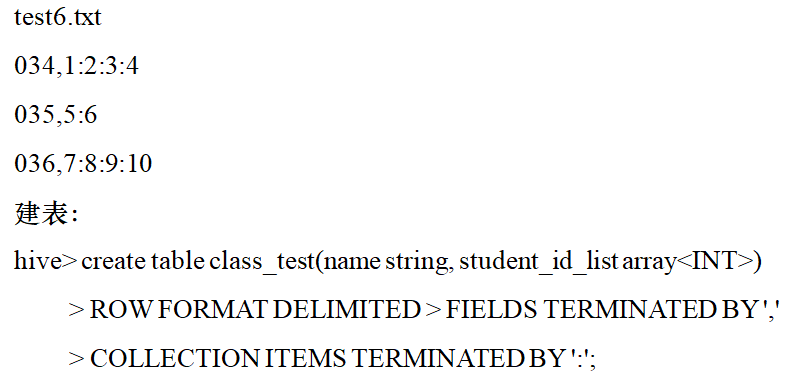 test6.txt
034,1:2:3:4
035,5:6
036,7:8:9:10
建表：
hive> create table class_test(name string, student_id_list array<INT>)
> ROW FORMAT DELIMITED > FIELDS TERMINATED BY ','
> COLLECTION ITEMS TERMINATED BY ':';